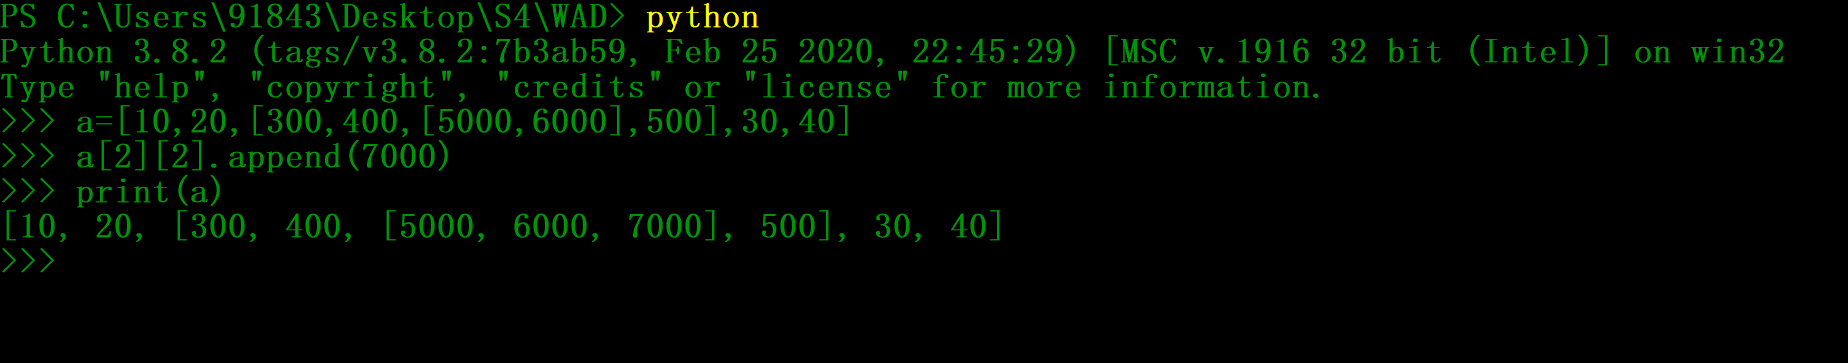 PS C:\Users\91843\Desktop\S4\WAD> python
Python 3.8.2 (tags/v3.8.2:7b3ab59, Feb 25 2020, 22:45:29) [MSC v.1916 32 bit (Intel)] on win32
Type "help", "copyright", "credits" or "license" for more information.
>>> a=[10,20,[300,400,[5000,6000],500],30,40]
>>> a[2][2].append(7000)
>>> print(a)
[10, 20, [300, 400, [5000, 6000, 7000], 500], 30, 40]
>>>